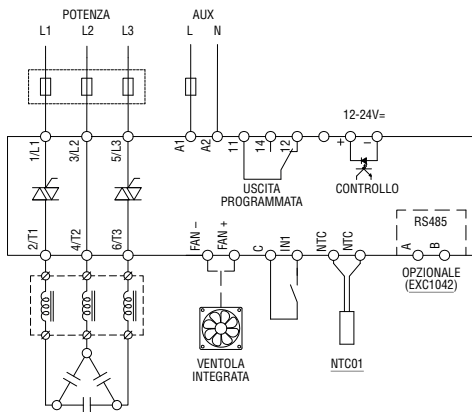 POTENZA AUX
L1 L2 L3 L N
12-24V=
1/L1 3/L2 5/L3 A1 A2 11 14 12 + −
USCITA
PROGRAMMATA
CONTROLLO
RS485
2/T1 4/T2 6/T3 FAN − FAN + C IN1 NTC NTC A B
OPZIONALE
(EXC1042)
VENTOLA
INTEGRATA
NTC01